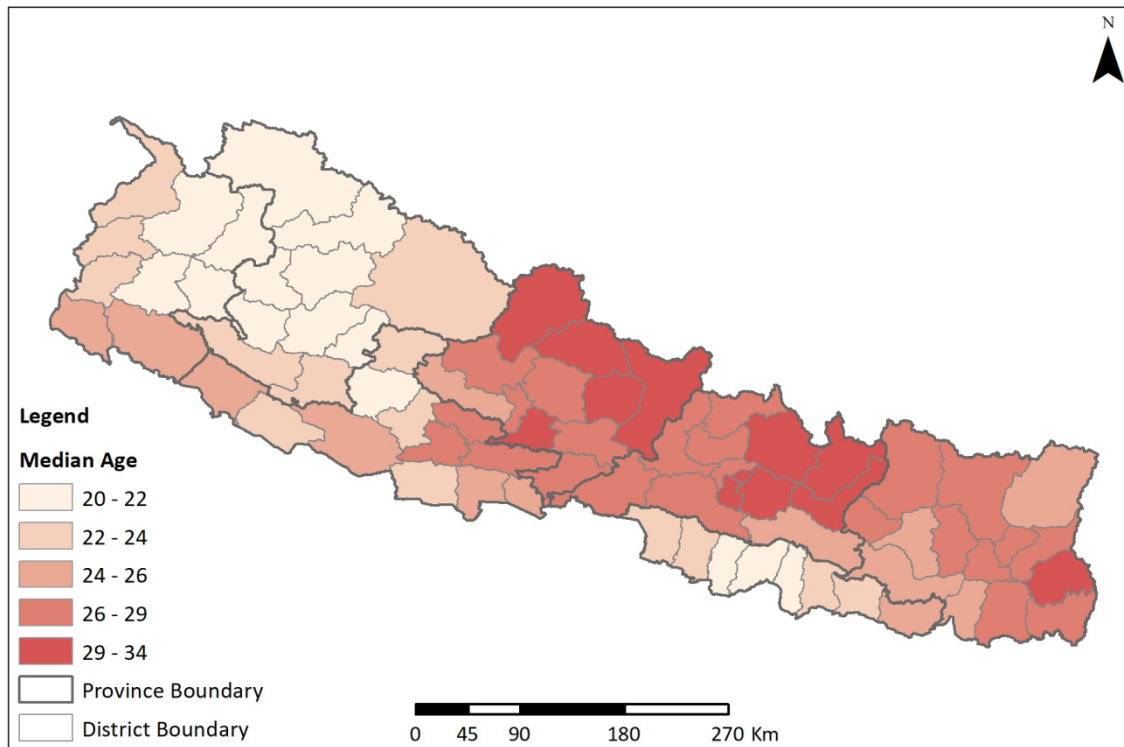 N
Legend
Median Age
20 - 22
22 - 24
24 - 26
26 - 29
29 - 34
Province Boundary
District Boundary
0 45 90 180 270 Km